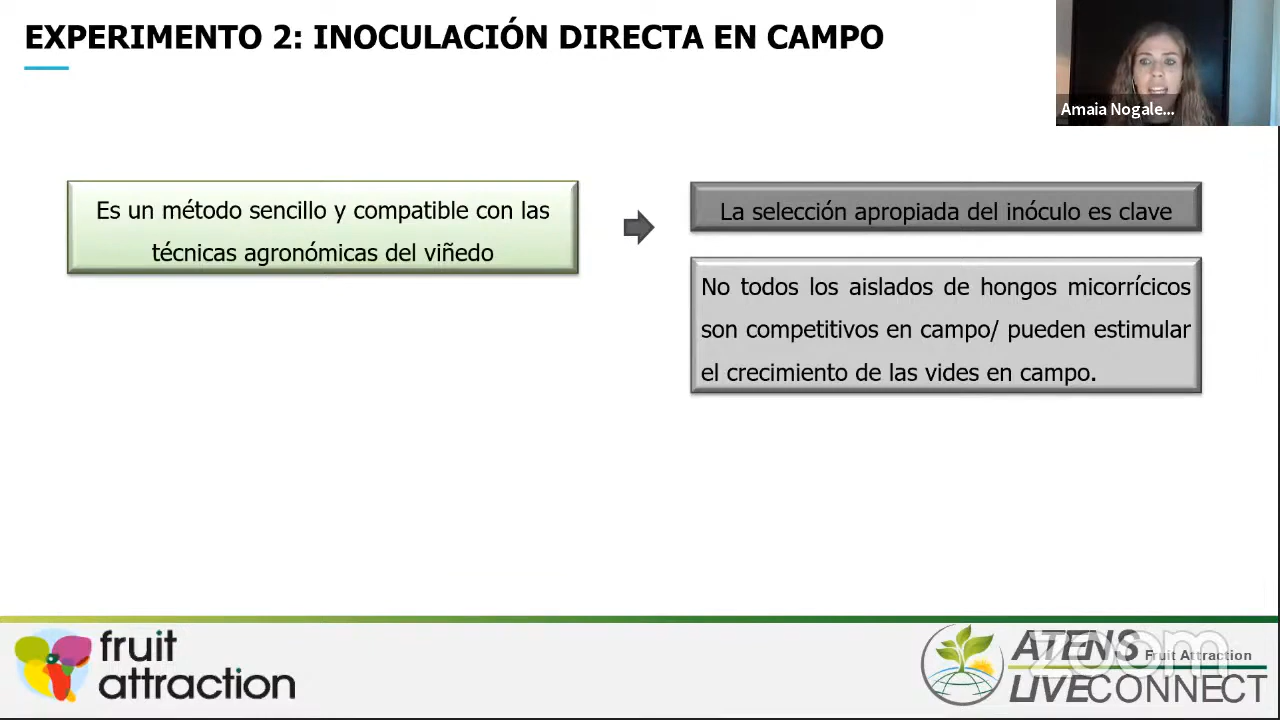 EXPERIMENTO 2: INOCULACIÓN DIRECTA EN CAMPO
Amaia Nogale...
Es un método sencillo y compatible con las
técnicas agronómicas del viñedo
La selección apropiada del inóculo es clave
No todos los aislados de hongos micorrícicos
son competitivos en campo/ pueden estimular
el crecimiento de las vides en campo.
fruit
attraction
ATENS Fruit Attraction
zoom
LIVECONNECT